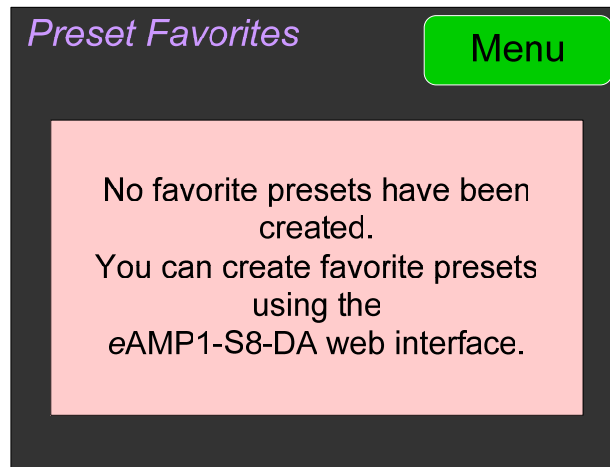 Preset Favorites
Menu
No favorite presets have been
created.
You can create favorite presets
using the
eAMP1-S8-DA web interface.